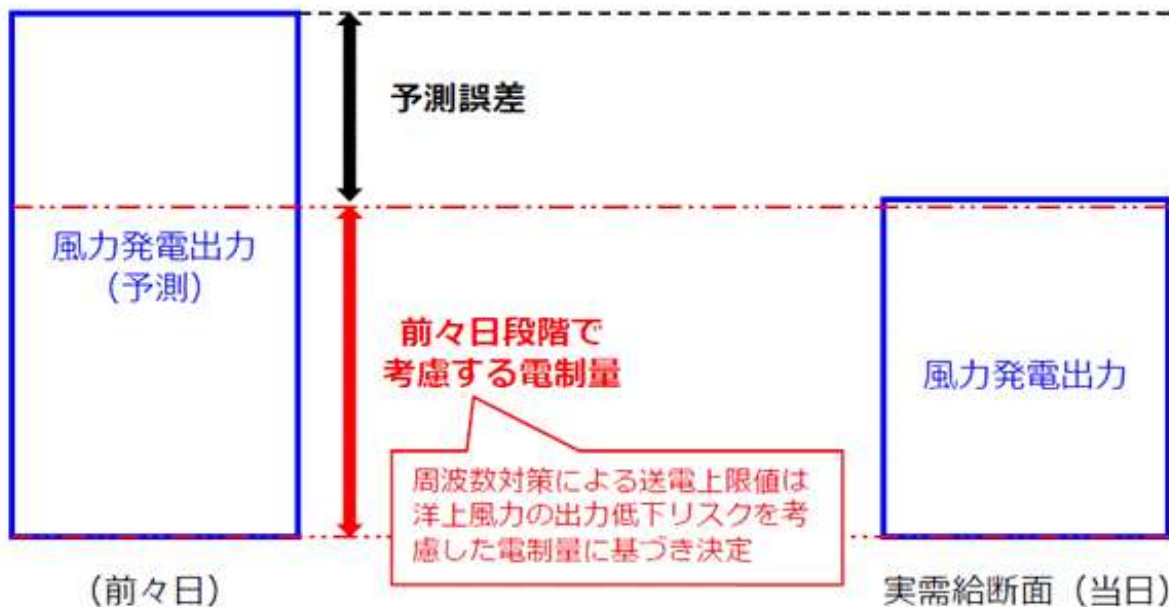 予測誤差
風力発電出力
(予測)
前々日段階で
考慮する電制量
風力発電出力
周波数対策による送電上限値は
洋上風力の出力低下リスクを考
慮した電制量に基づき決定
(前々日)
実需給断面(当日)